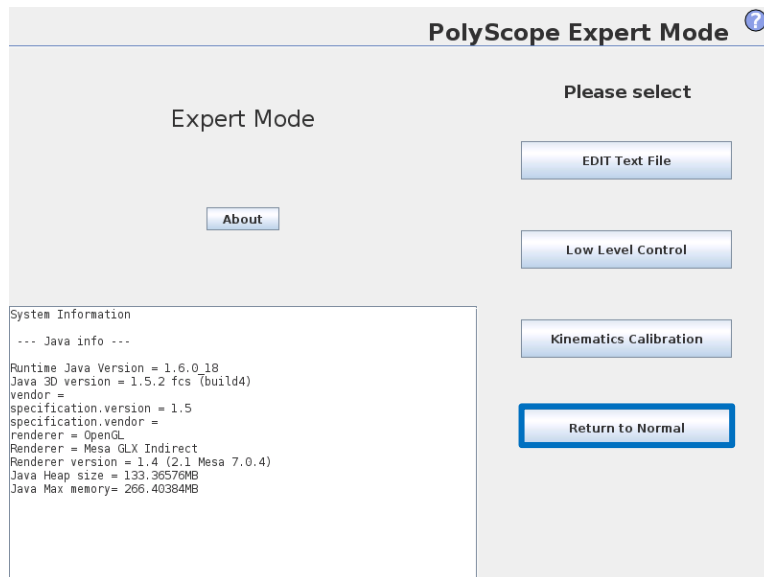 PolyScope Expert Mode ?
Expert Mode
About
Please select
EDIT Text File
Low Level Control
Kinematics Calibration
Return to Normal
System Information
--- Java info ---
Runtime Java Version = 1.6.0_18
Java 3D version = 1.5.2 fcs (build4)
vendor =
specification.version = 1.5
specification.vendor =
renderer = OpenGL
Renderer = Mesa GLX Indirect
Renderer version = 1.4 (2.1 Mesa 7.0.4)
Java Heap size = 133.36576MB
Java Max memory= 266.40384MB